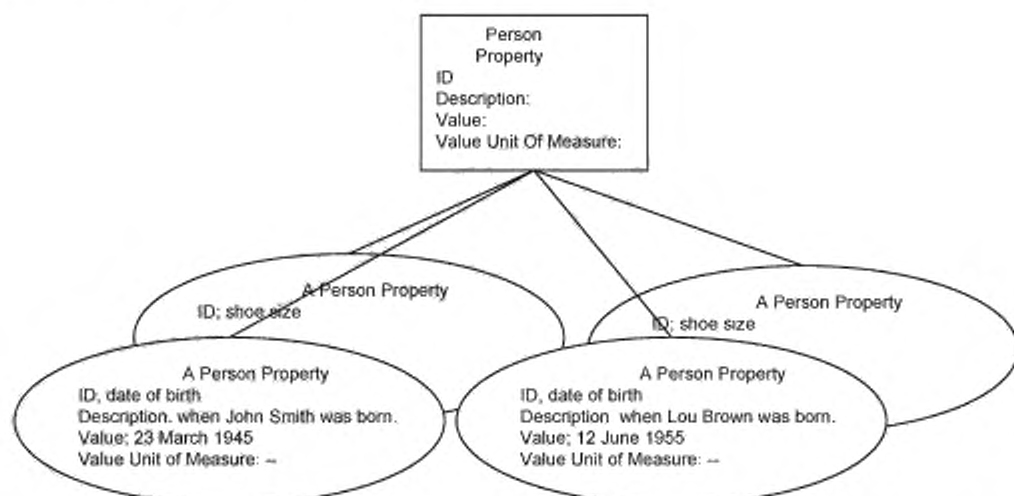 Person
Property
ID
Description:
Value:
Value Unit Of Measure:
A Person Property
ID; shoe size
A Person Property
ID; shoe size
A Person Property
ID, date of birth
Description. when John Smith was born.
Value; 23 March 1945
Value Unit of Measure: --
A Person Property
ID, date of birth
Description when Lou Brown was born.
Value; 12 June 1955
Value Unit of Measure: --